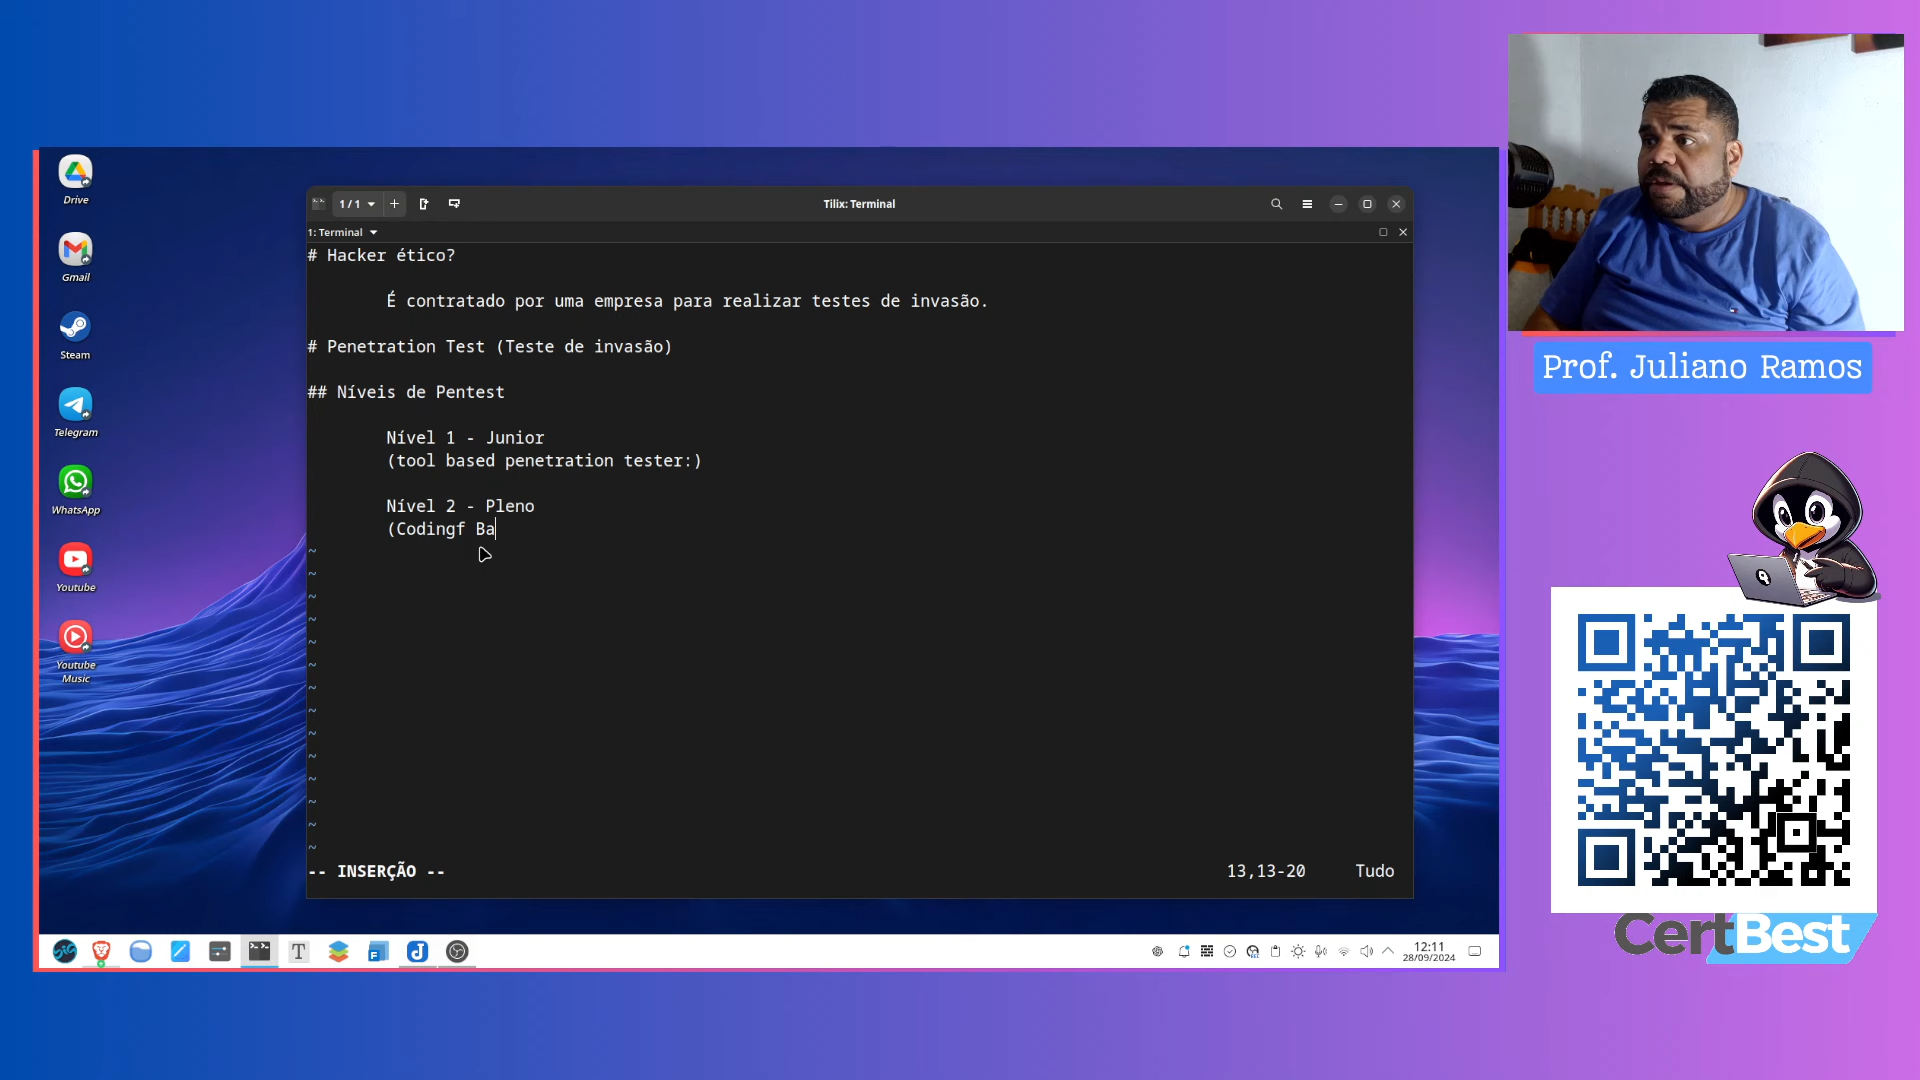 Drive
Gmail
Steam
Telegram
WhatsApp
Youtube
Youtube
Music
1 / 1
Tilix: Terminal
1: Terminal
# Hacker ético?
É contratado por uma empresa para realizar testes de invasão.
# Penetration Test (Teste de invasão)
## Níveis de Pentest
Nível 1 - Junior
(tool based penetration tester:)
Nível 2 - Pleno
(Codingf Ba
~
~
~
~
~
~
~
~
~
~
~
~
~
~
-- INSERÇÃO --
13,13-20
Tudo
12:11
28/09/2024
Prof. Juliano Ramos
CertBest